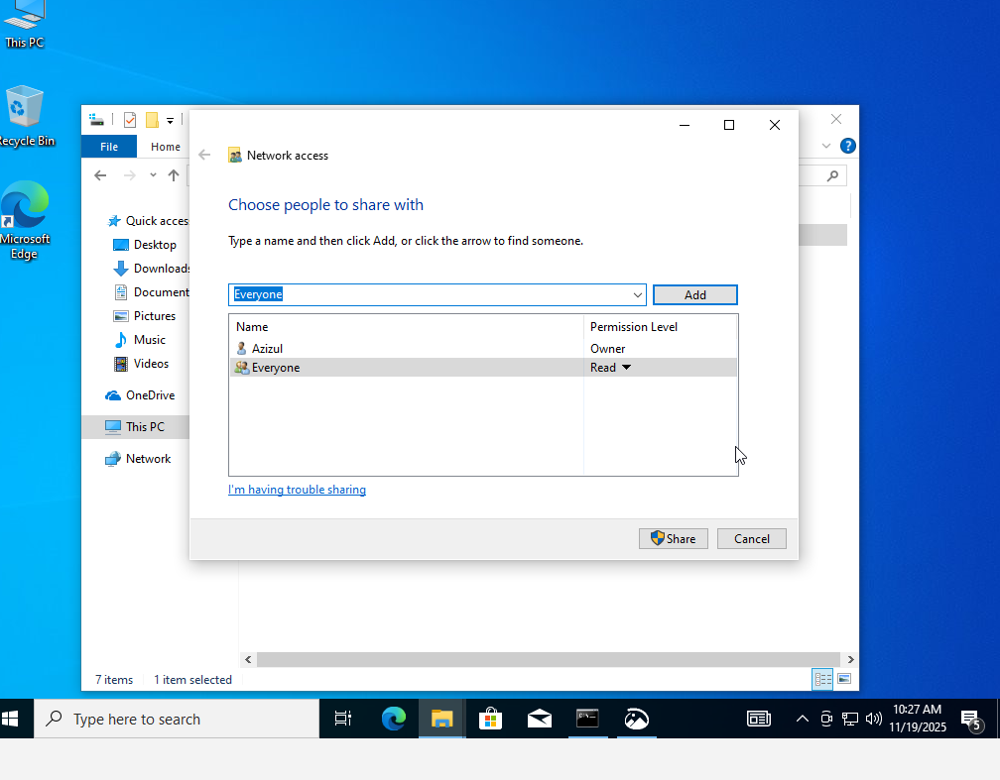 This PC
Recycle Bin
Microsoft
Edge
File
Home
Network access
Choose people to share with
Type a name and then click Add, or click the arrow to find someone.
Everyone
Add
Name Permission Level
Azizul Owner
Everyone Read
I'm having trouble sharing
Share Cancel
Quick acces
Desktop
Downloads
Document
Pictures
Music
Videos
OneDrive
This PC
Network
7 items 1 item selected
Type here to search
10:27 AM
11/19/2025
5